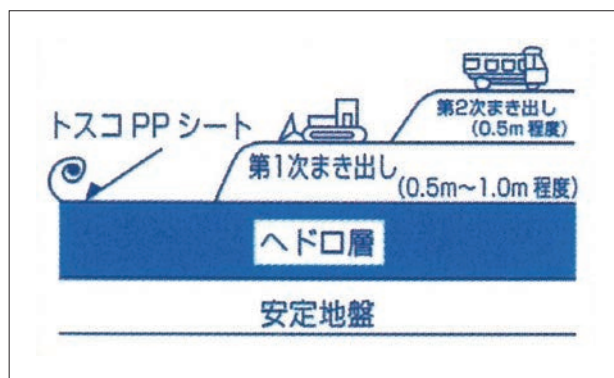 第2次まき出し
(0.5m 程度)
トスコPPシート
第1次まき出し
(0.5m〜1.0m 程度)
ヘドロ層
安定地盤